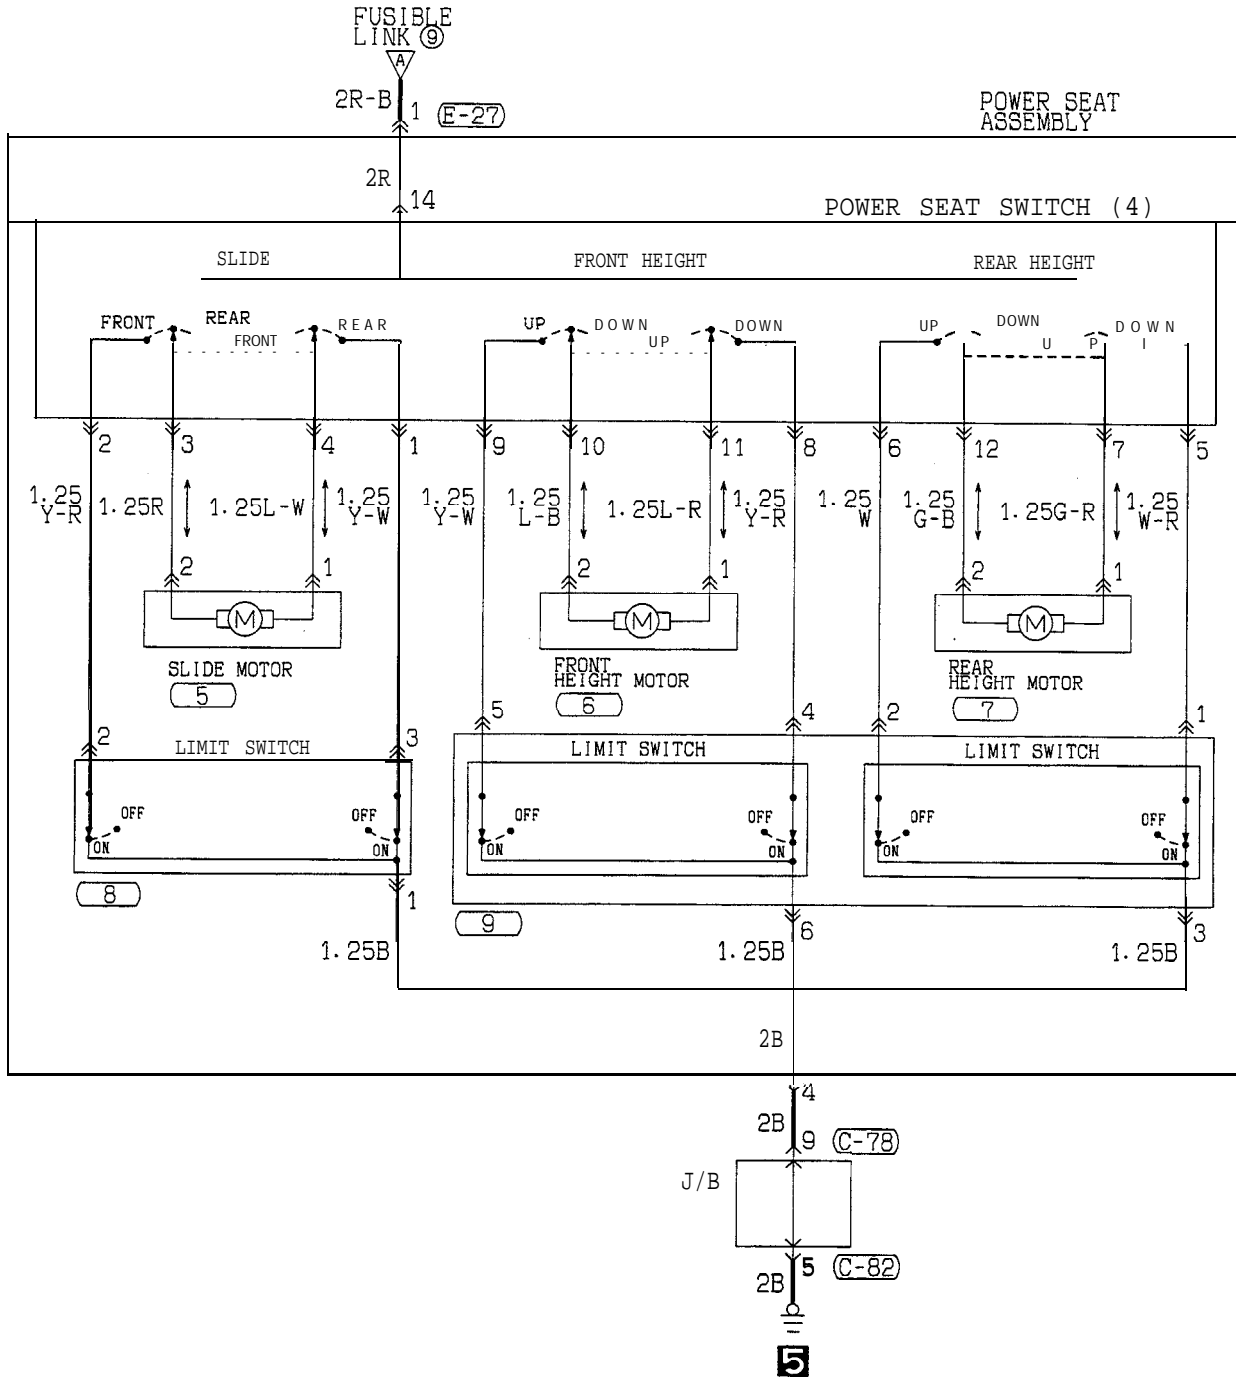 FUSIBLE
LINK ⑨
A
2R-B
1
E-27
POWER SEAT
ASSEMBLY
2R
14
POWER SEAT SWITCH (4)
SLIDE
FRONT HEIGHT
REAR HEIGHT
FRONT
REAR
FRONT
REAR
UP
DOWN
UP
DOWN
UP
DOWN
U P
DOWN
I
2 3 4 1 9 10 11 8 6 12 7 5
1.25
Y-R
1.25R
1.25L-W
1.25
Y-W
1.25
Y-W
1.25
L-B
1.25L-R
1.25
Y-R
1.25
W
1.25
G-B
1.25G-R
1.25
W-R
2 1 2 1 2 1
M M M
SLIDE MOTOR
5
FRONT
HEIGHT MOTOR
6
REAR
HEIGHT MOTOR
7
2 3 5 4 2 1
LIMIT SWITCH
LIMIT SWITCH
LIMIT SWITCH
OFF OFF OFF OFF OFF OFF
ON ON ON ON ON ON
8
1
9
6
3
1.25B
1.25B
1.25B
2B
4
2B
9
C-78
J/B
5
C-82
2B
5